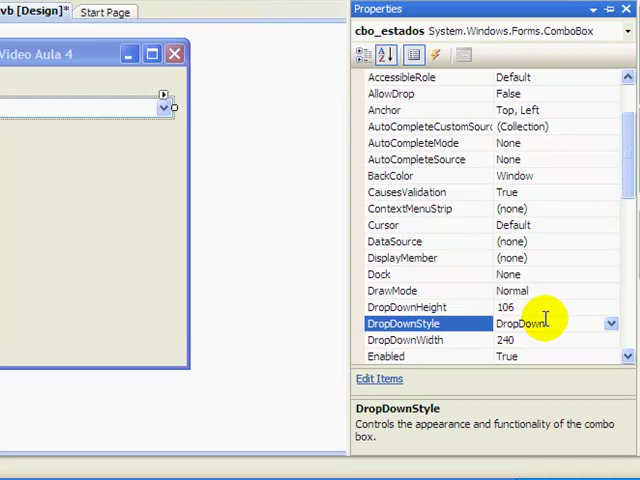 vb [Design]*
Start Page
Video Aula 4
Properties
cbo_estados System.Windows.Forms.ComboBox
AccessibleRole Default
AllowDrop False
Anchor Top, Left
AutoCompleteCustomSourc (Collection)
AutoCompleteMode None
AutoCompleteSource None
BackColor Window
CausesValidation True
ContextMenuStrip (none)
Cursor Default
DataSource (none)
DisplayMember (none)
Dock None
DrawMode Normal
DropDownHeight 106
DropDownStyle DropDown
DropDownWidth 240
Enabled True
Edit Items
DropDownStyle
Controls the appearance and functionality of the combo
box.